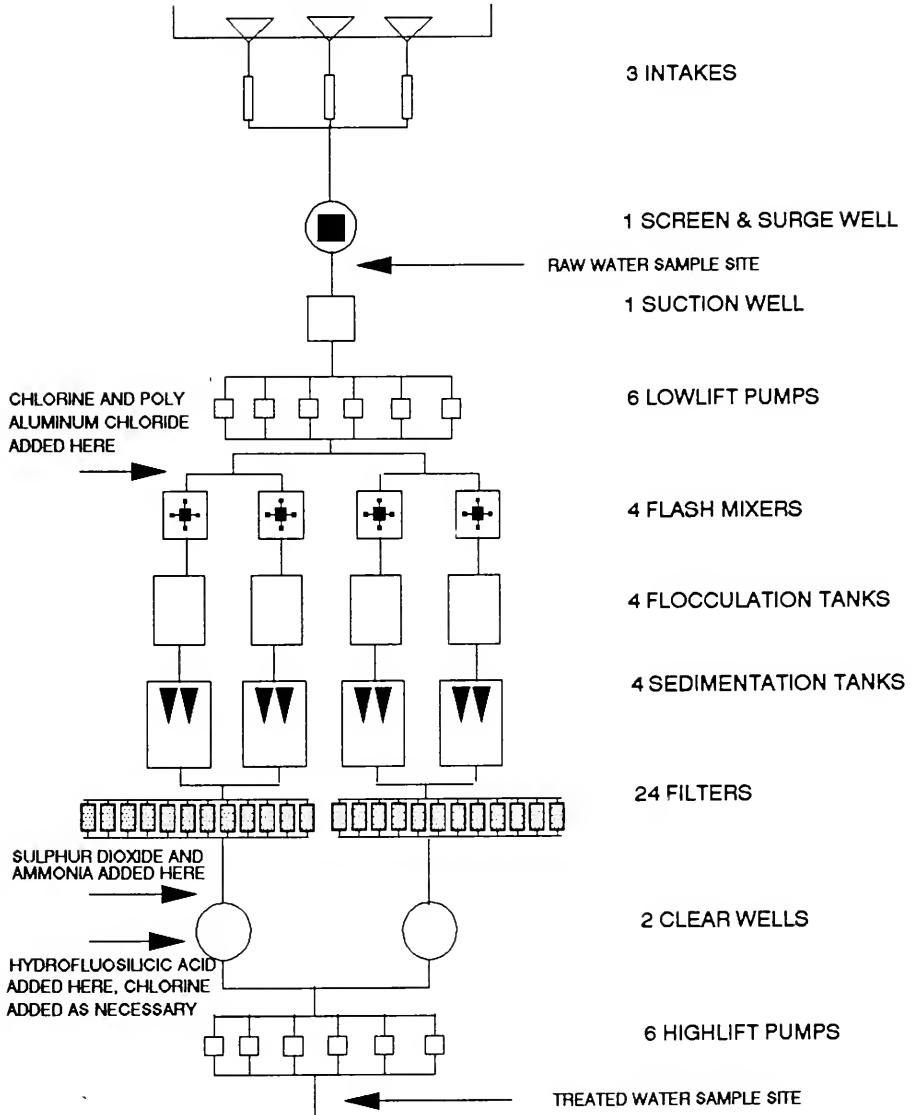 3 INTAKES
1 SCREEN & SURGE WELL
RAW WATER SAMPLE SITE
1 SUCTION WELL
6 LOWLIFT PUMPS
CHLORINE AND POLY
ALUMINUM CHLORIDE
ADDED HERE
4 FLASH MIXERS
4 FLOCCULATION TANKS
4 SEDIMENTATION TANKS
24 FILTERS
SULPHUR DIOXIDE AND
AMMONIA ADDED HERE
2 CLEAR WELLS
HYDROFLUOSILICIC ACID
ADDED HERE, CHLORINE
ADDED AS NECESSARY
6 HIGHLIFT PUMPS
TREATED WATER SAMPLE SITE